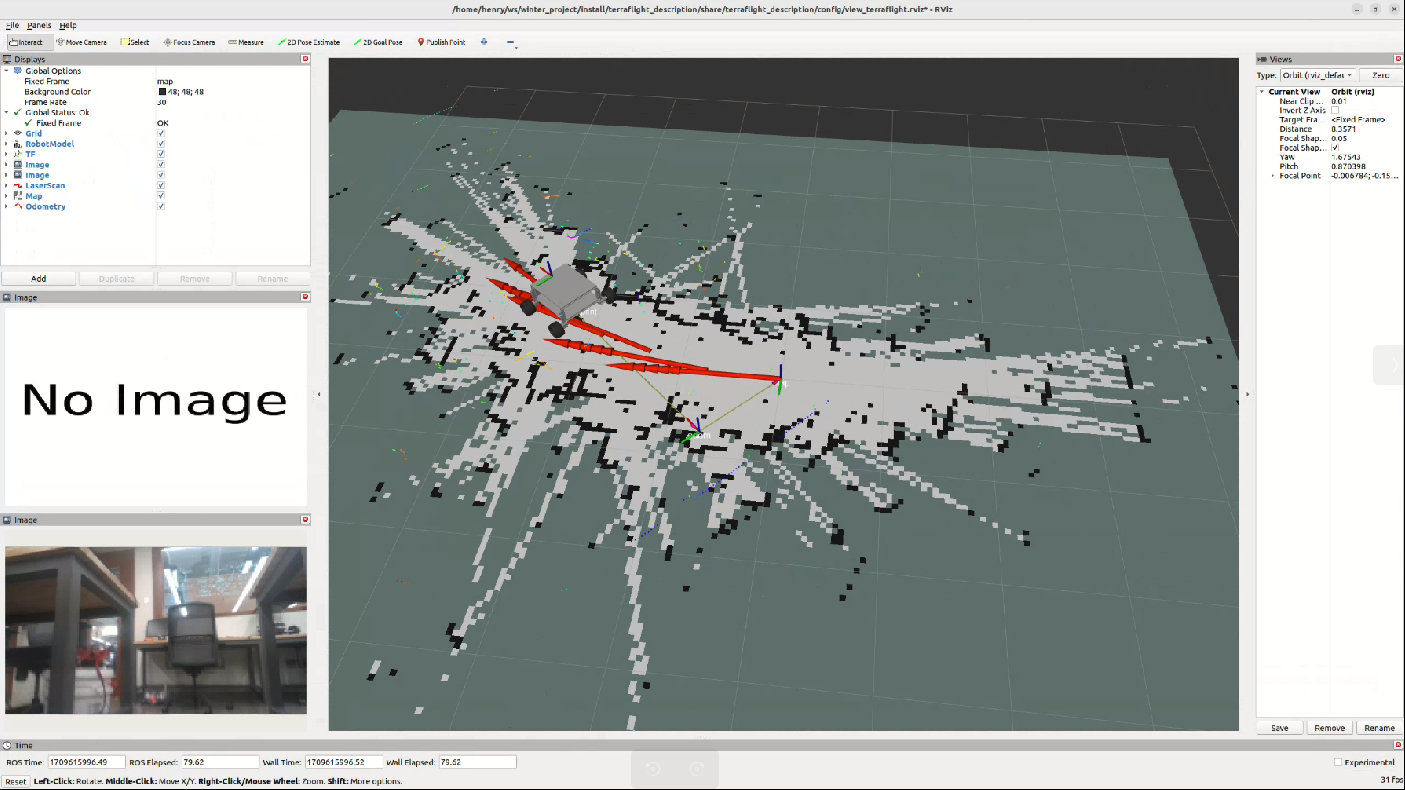 /home/henry/ws/winter_project/install/terraflight_description/share/terraflight_description/config/view_terraflight.rviz* - RViz
File Panels Help
Interact Move Camera Select Focus Camera Measure 2D Pose Estimate 2D Goal Pose Publish Point
Displays
Global Options
Fixed Frame map
Background Color 48; 48; 48
Frame Rate 30
Global Status: Ok
Fixed Frame OK
Grid
RobotModel
TF
Image
Image
LaserScan
Map
Odometry
Add Duplicate Remove Rename
Image
No Image
Image
odom
Views
Type: Orbit (rviz_defau Zero
Current View Orbit (rviz)
Near Clip ... 0.01
Invert Z Axis
Target Fra... <Fixed Frame>
Distance 8.3571
Focal Shap... 0.05
Focal Shap...
Yaw 1.67543
Pitch 0.870398
Focal Point -0.006784; -0.15...
Save Remove Rename
Time
ROS Time: 1709615996.49 ROS Elapsed: 79.62 Wall Time: 1709615996.52 Wall Elapsed: 79.62 Experimental
Reset Left-Click: Rotate. Middle-Click: Move X/Y. Right-Click/Mouse Wheel: Zoom. Shift: More options. 31 fps